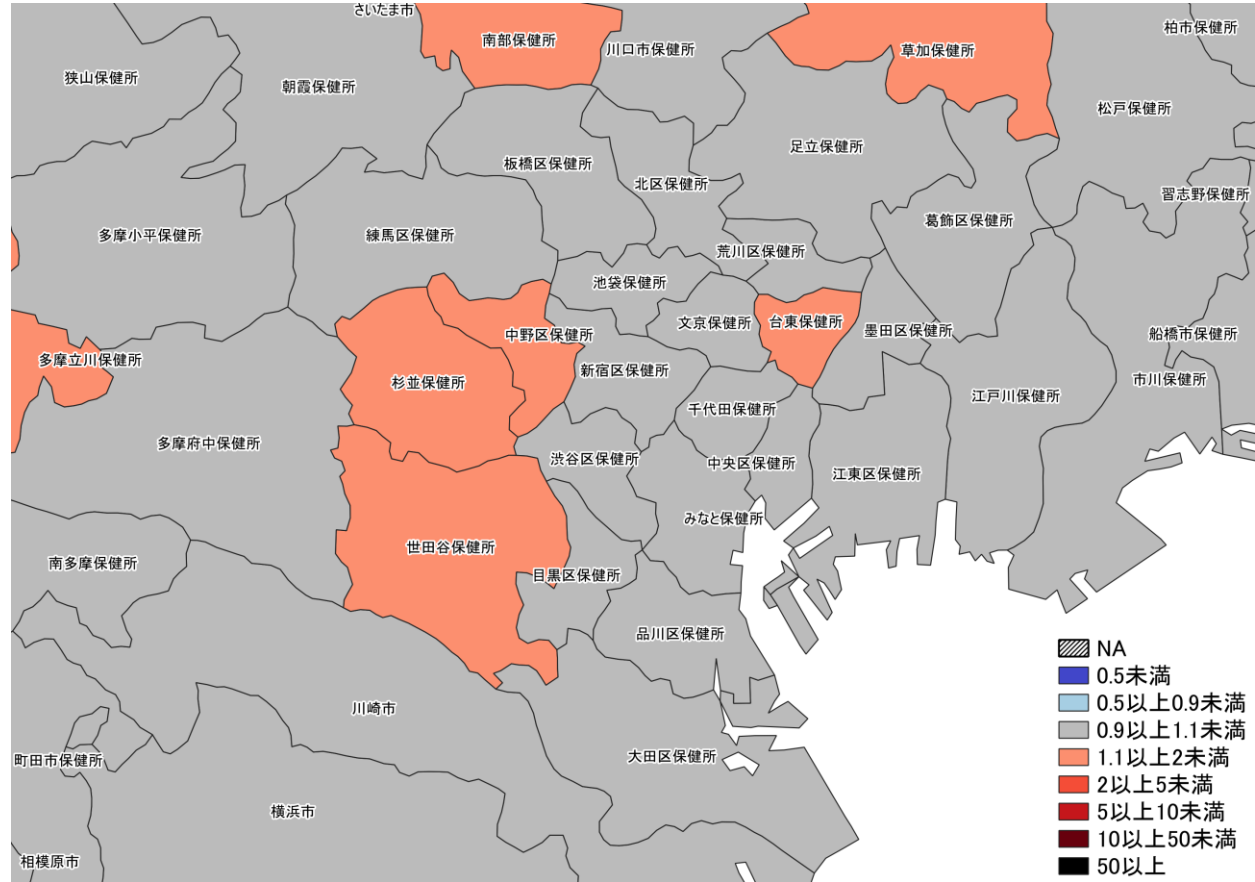 さいたま市
南部保健所
川口市保健所
草加保健所
柏市保健所
狭山保健所
朝霞保健所
松戸保健所
板橋区保健所
足立保健所
北区保健所
習志野保健所
多摩小平保健所
練馬区保健所
葛飾区保健所
荒川区保健所
池袋保健所
文京保健所
台東保健所
墨田区保健所
船橋市保健所
中野区保健所
多摩立川保健所
杉並保健所
新宿区保健所
市川保健所
江戸川保健所
千代田保健所
多摩府中保健所
渋谷区保健所
中央区保健所
江東区保健所
みなと保健所
世田谷保健所
南多摩保健所
目黒区保健所
品川区保健所
川崎市
町田市保健所
大田区保健所
横浜市
相模原市
NA
0.5未満
0.5以上0.9未満
0.9以上1.1未満
1.1以上2未満
2以上5未満
5以上10未満
10以上50未満
50以上